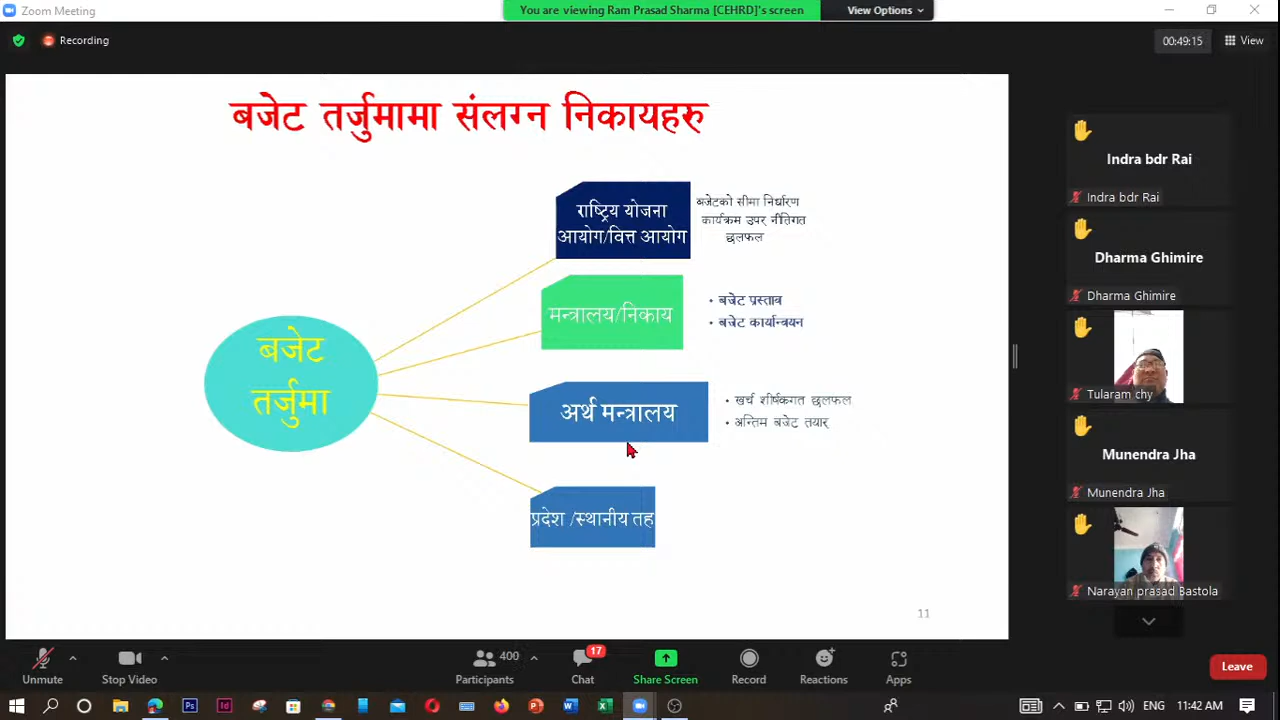 Zoom Meeting
You are viewing Ram Prasad Sharma [CEHRD]'s screen
View Options
Recording
00:49:15
View
बजेट तर्जुमामा संलग्न निकायहरु
राष्ट्रिय योजना
आयोग/वित्त आयोग
बजेटको सीमा निर्धारण
कार्यक्रम उपर नीतिगत
छलफल
मन्त्रालय/निकाय
• बजेट प्रस्ताव
• बजेट कार्यान्वयन
बजेट
तर्जुमा
अर्थ मन्त्रालय
• खर्च शीर्षकगत छलफल
• अन्तिम बजेट तयार
प्रदेश /स्थानीय तह
11
Indra bdr Rai
Indra bdr Rai
Dharma Ghimire
Dharma Ghimire
Tularam chy
Munendra Jha
Munendra Jha
Narayan prasad Bastola
Unmute
Stop Video
400
Participants
17
Chat
Share Screen
Record
Reactions
Apps
Leave
11:42 AM